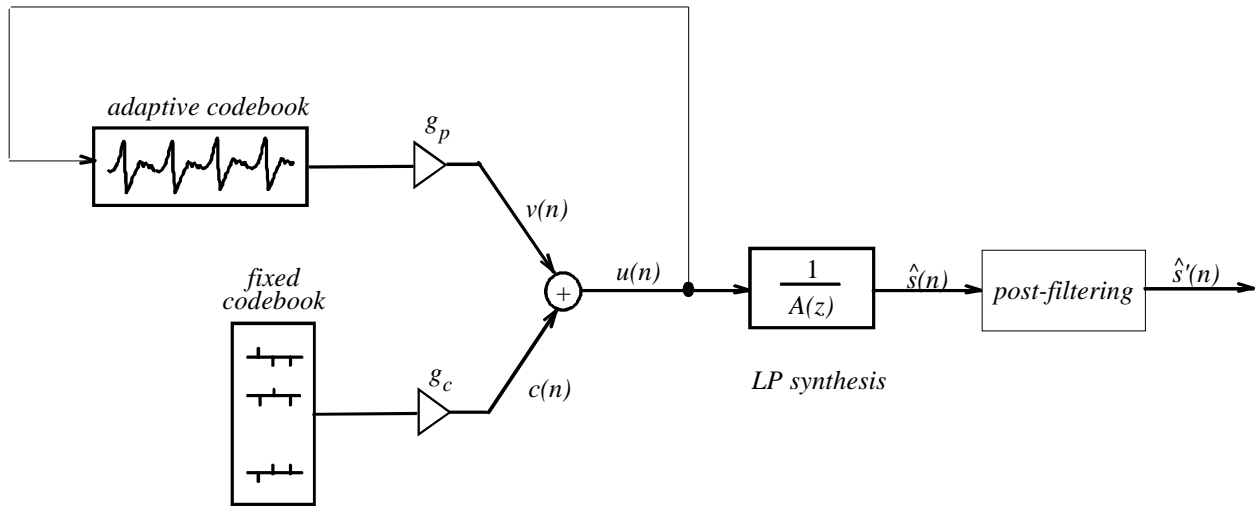 adaptive codebook
g_p
v(n)
fixed
codebook
g_c
c(n)
+
u(n)
1
A(z)
LP synthesis
ŝ(n)
post-filtering
ŝ'(n)